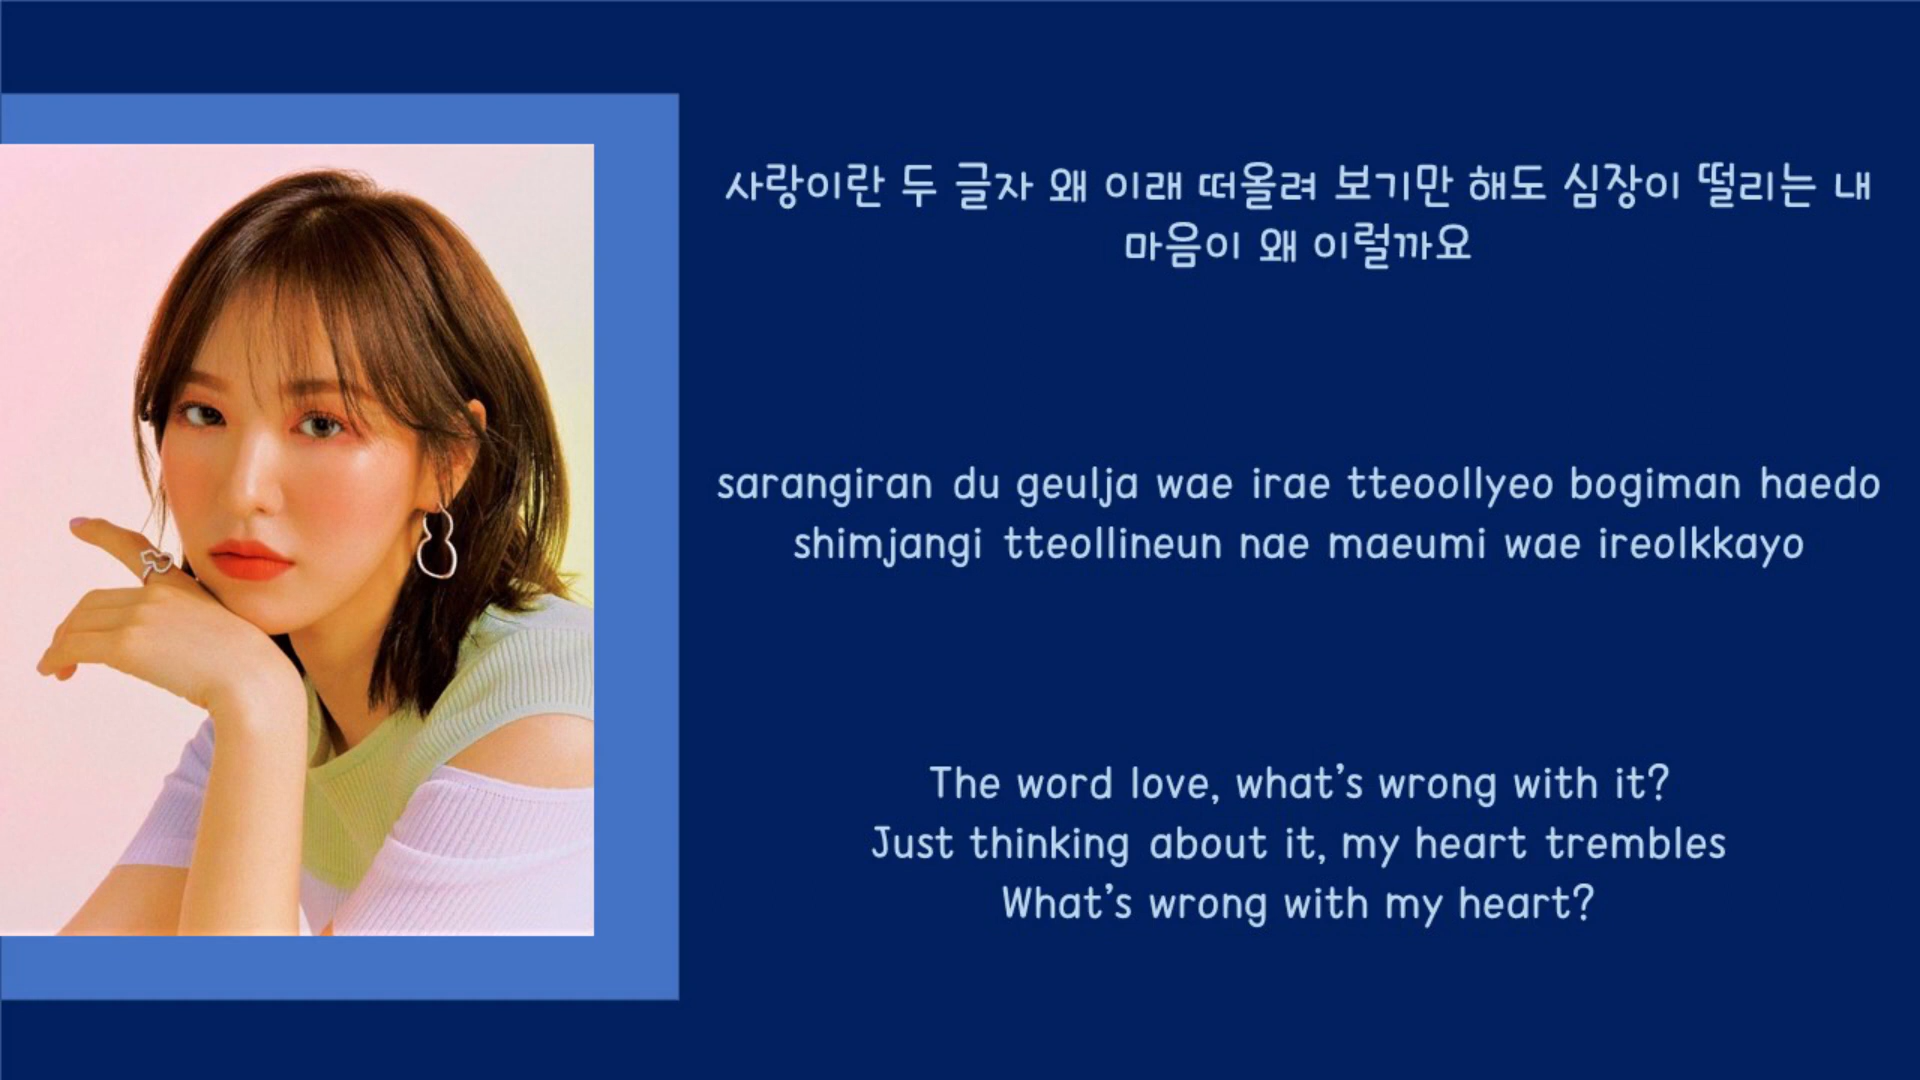 사랑이란 두 글자 왜 이래 떠올려 보기만 해도 심장이 떨리는 내
마음이 왜 이럴까요
sarangiran du geulja wae irae tteoollyeo bogiman haedo
shimjangi tteollineun nae maeumi wae ireolkkayo
The word love, what's wrong with it?
Just thinking about it, my heart trembles
What's wrong with my heart?